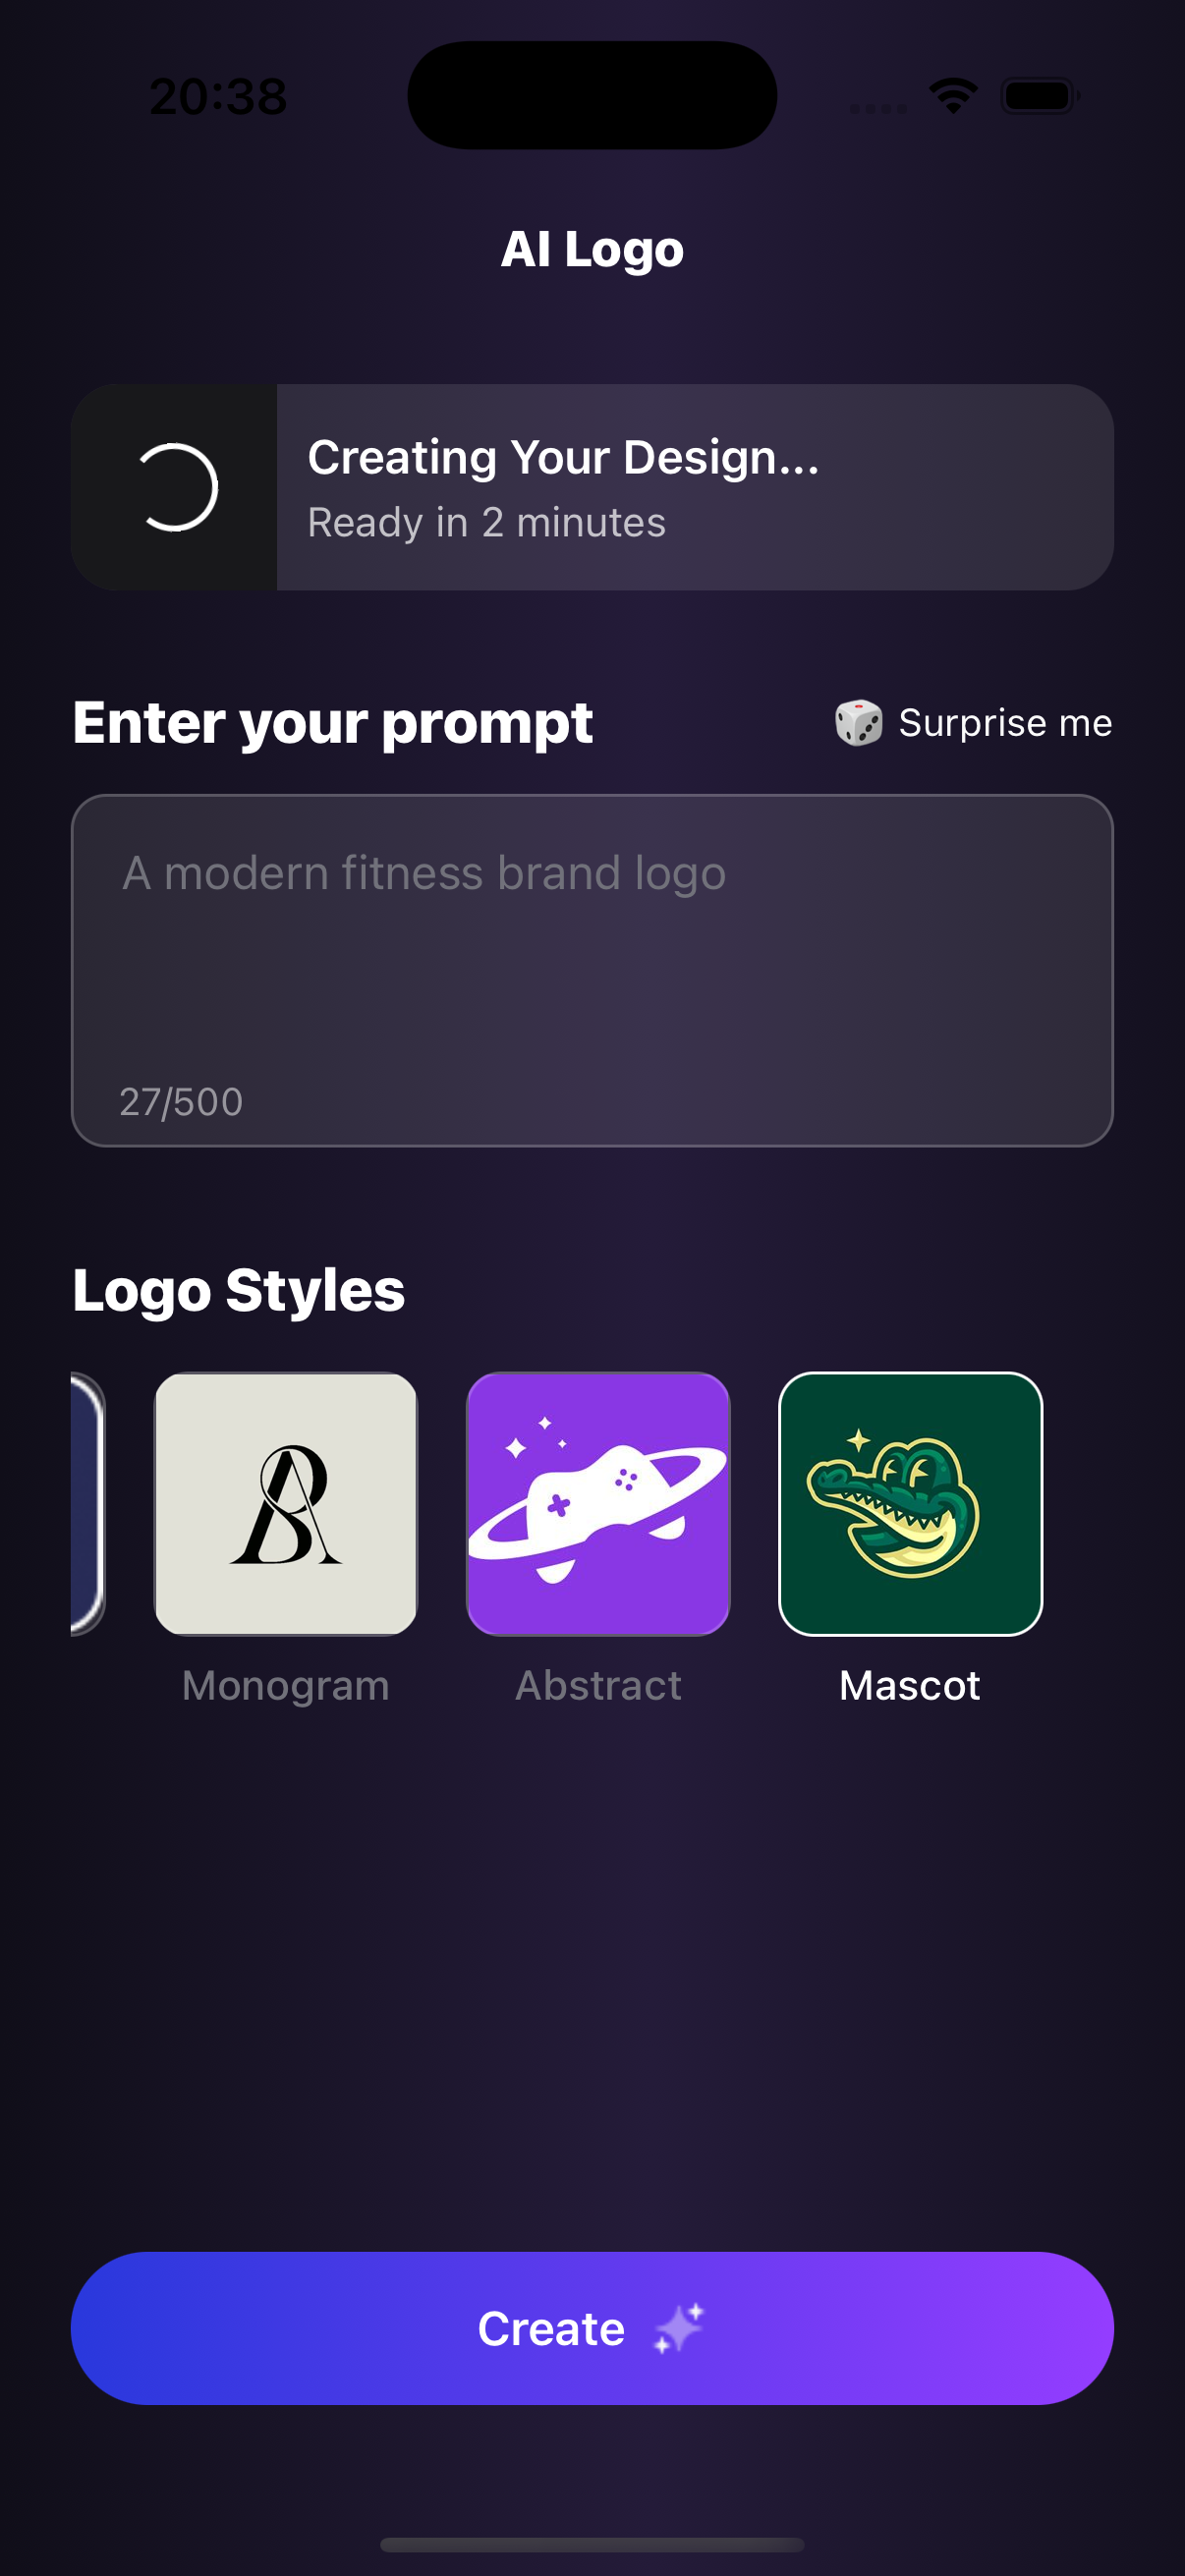 20:38
AI Logo
Creating Your Design...
Ready in 2 minutes
Enter your prompt
Surprise me
A modern fitness brand logo
27/500
Logo Styles
Monogram
Abstract
Mascot
Create